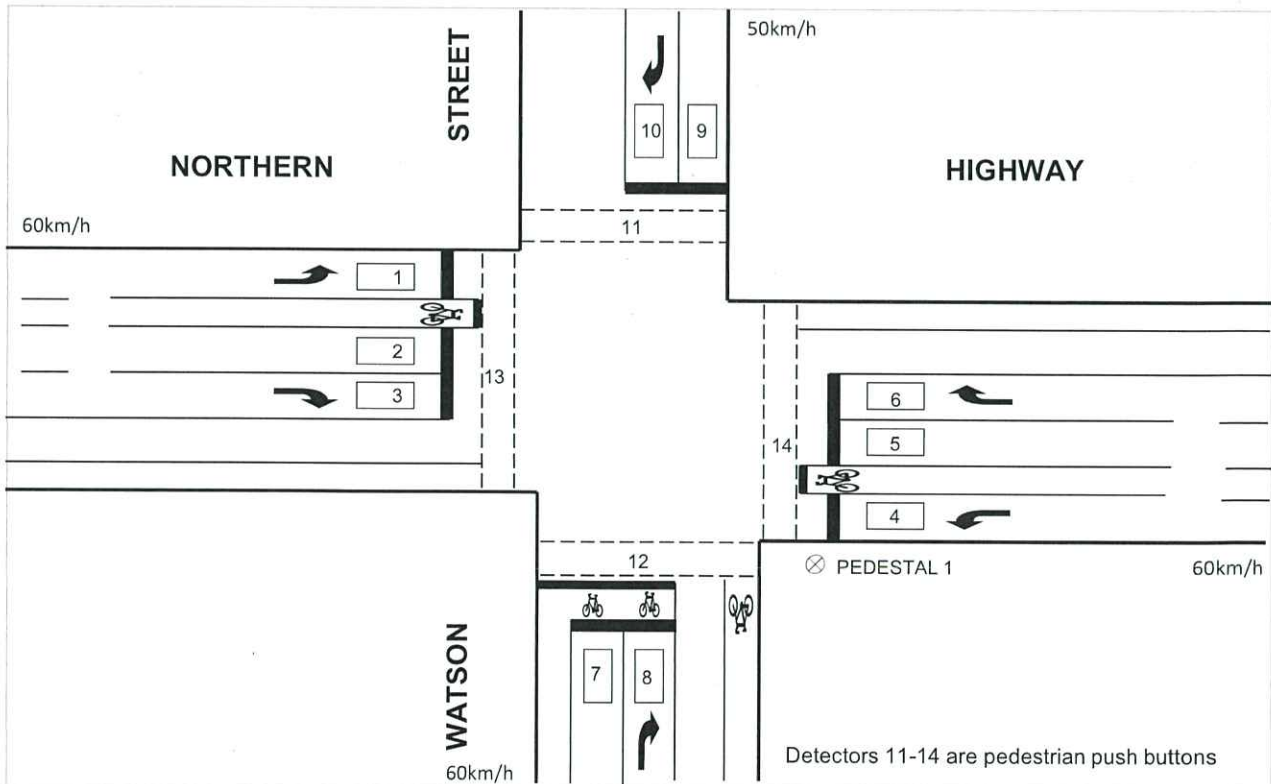 50km/h
STREET
10
9
NORTHERN
HIGHWAY
60km/h
11
1
2
13
3
6
14
5
4
12
PEDESTAL 1
60km/h
WATSON
7
8
60km/h
Detectors 11-14 are pedestrian push buttons